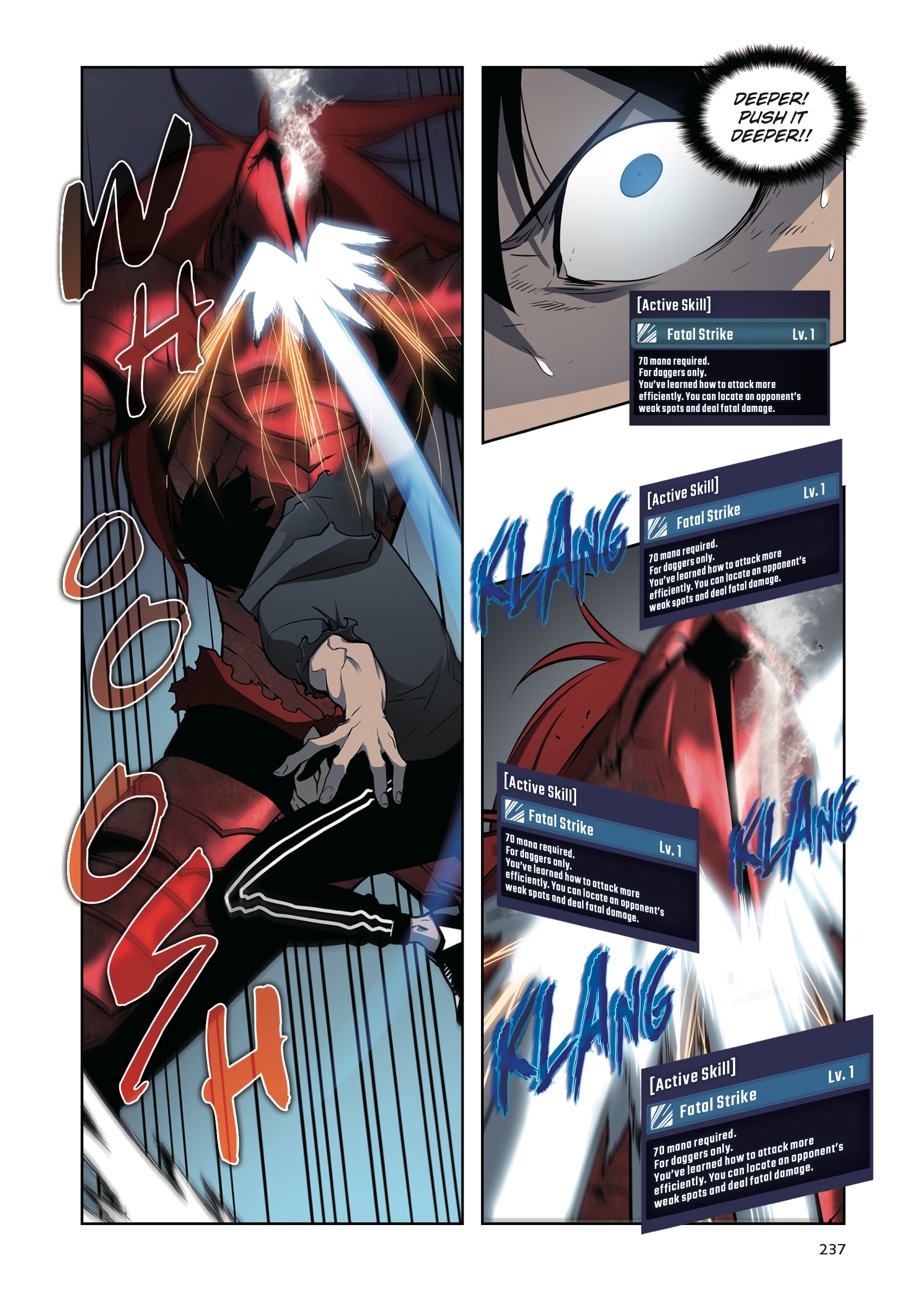 WHOOOSH
DEEPER!
PUSH IT
DEEPER!!
[Active Skill]
Fatal Strike Lv. 1
70 mana required.
For daggers only.
You've learned how to attack more
efficiently. You can locate an opponent's
weak spots and deal fatal damage.
KLANG
[Active Skill]
Fatal Strike Lv. 1
70 mana required.
For daggers only.
You've learned how to attack more
efficiently. You can locate an opponent's
weak spots and deal fatal damage.
[Active Skill]
Fatal Strike Lv. 1
70 mana required.
For daggers only.
You've learned how to attack more
efficiently. You can locate an opponent's
weak spots and deal fatal damage.
KLANG
KLANG
[Active Skill]
Fatal Strike Lv. 1
70 mana required.
For daggers only.
You've learned how to attack more
efficiently. You can locate an opponent's
weak spots and deal fatal damage.
237